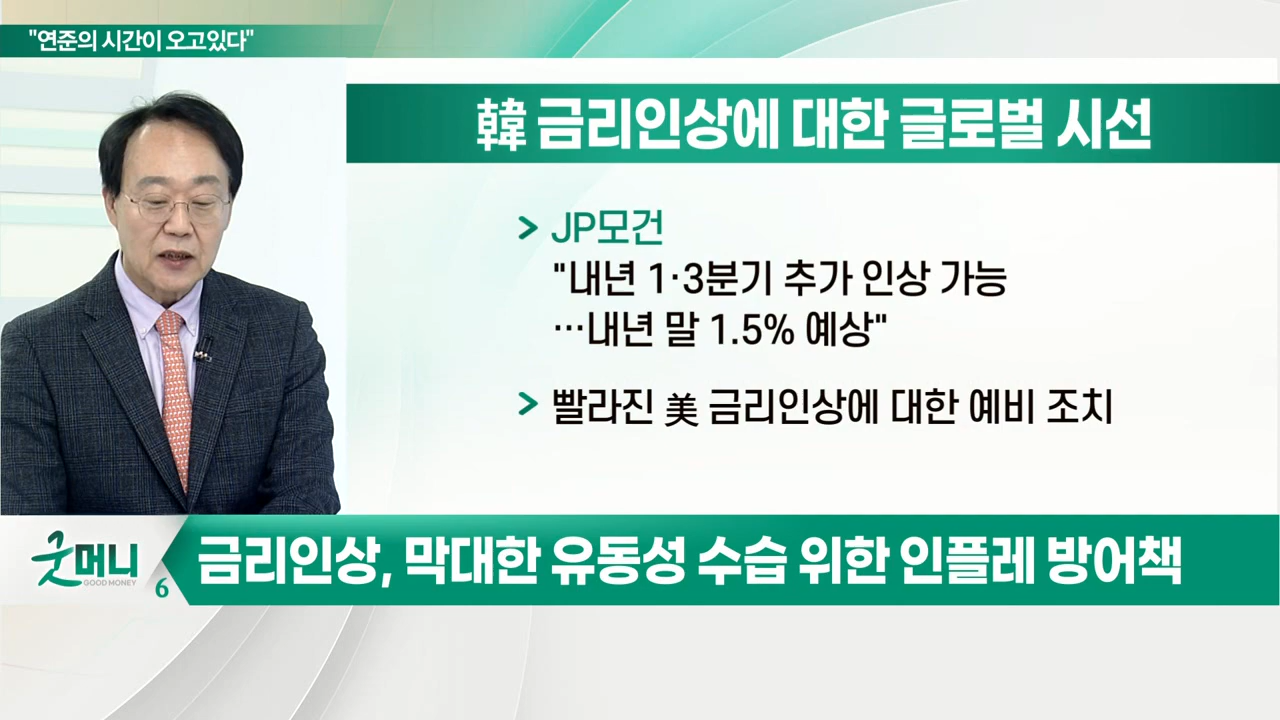 "연준의 시간이 오고있다"
韓 금리인상에 대한 글로벌 시선
> JP모건
"내년 1·3분기 추가 인상 가능
…내년 말 1.5% 예상"
> 빨라진 美 금리인상에 대한 예비 조치
굿머니
GOOD MONEY
6
금리인상, 막대한 유동성 수습 위한 인플레 방어책